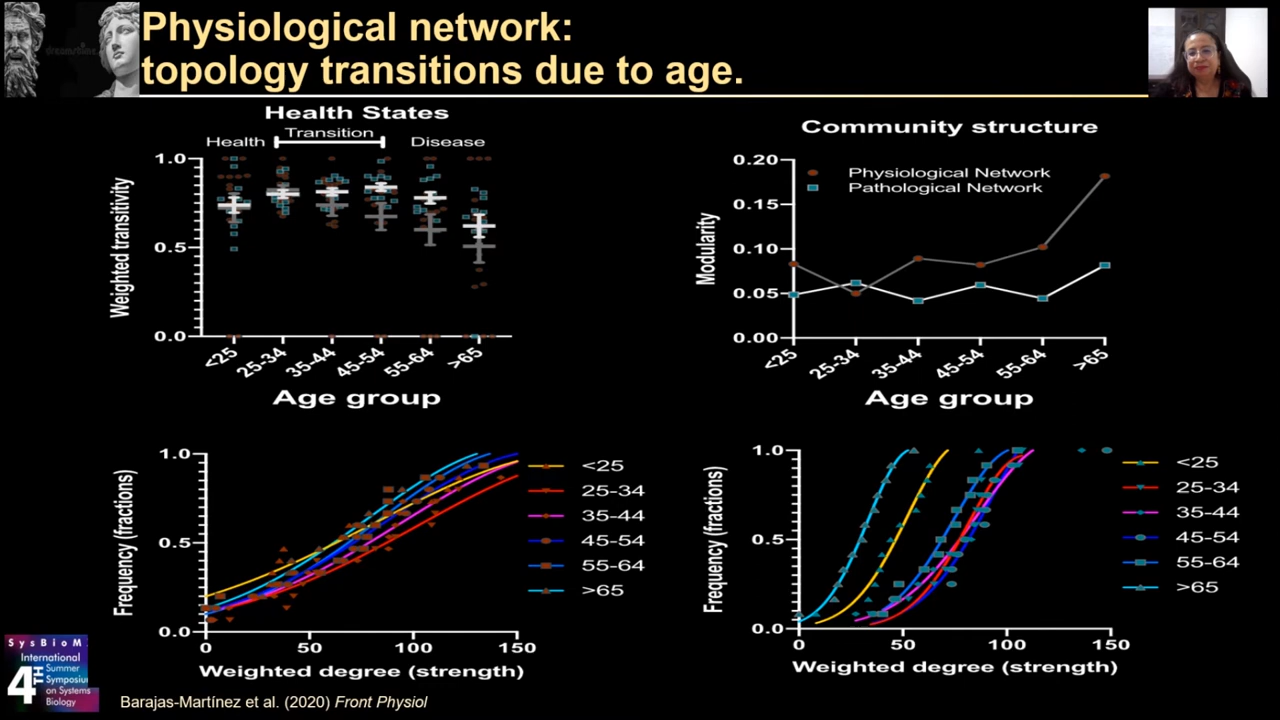 Physiological network:
topology transitions due to age.
dreamstime
Health States
Health
Transition
Disease
Weighted transitivity
1.0
0.5
0.0
<25
25-34
35-44
45-54
55-64
>65
Age group
Community structure
Physiological Network
Pathological Network
Modularity
0.20
0.15
0.10
0.05
0.00
<25
25-34
35-44
45-54
55-64
>65
Age group
Frequency (fractions)
1.0
0.5
0.0
0
50
100
150
Weighted degree (strength)
<25
25-34
35-44
45-54
55-64
>65
Frequency (fractions)
1.0
0.5
0.0
0
50
100
150
Weighted degree (strength)
<25
25-34
35-44
45-54
55-64
>65
SysBioM
International
4TH
Summer
Symposium
on Systems
Biology
Barajas-Martínez et al. (2020) Front Physiol